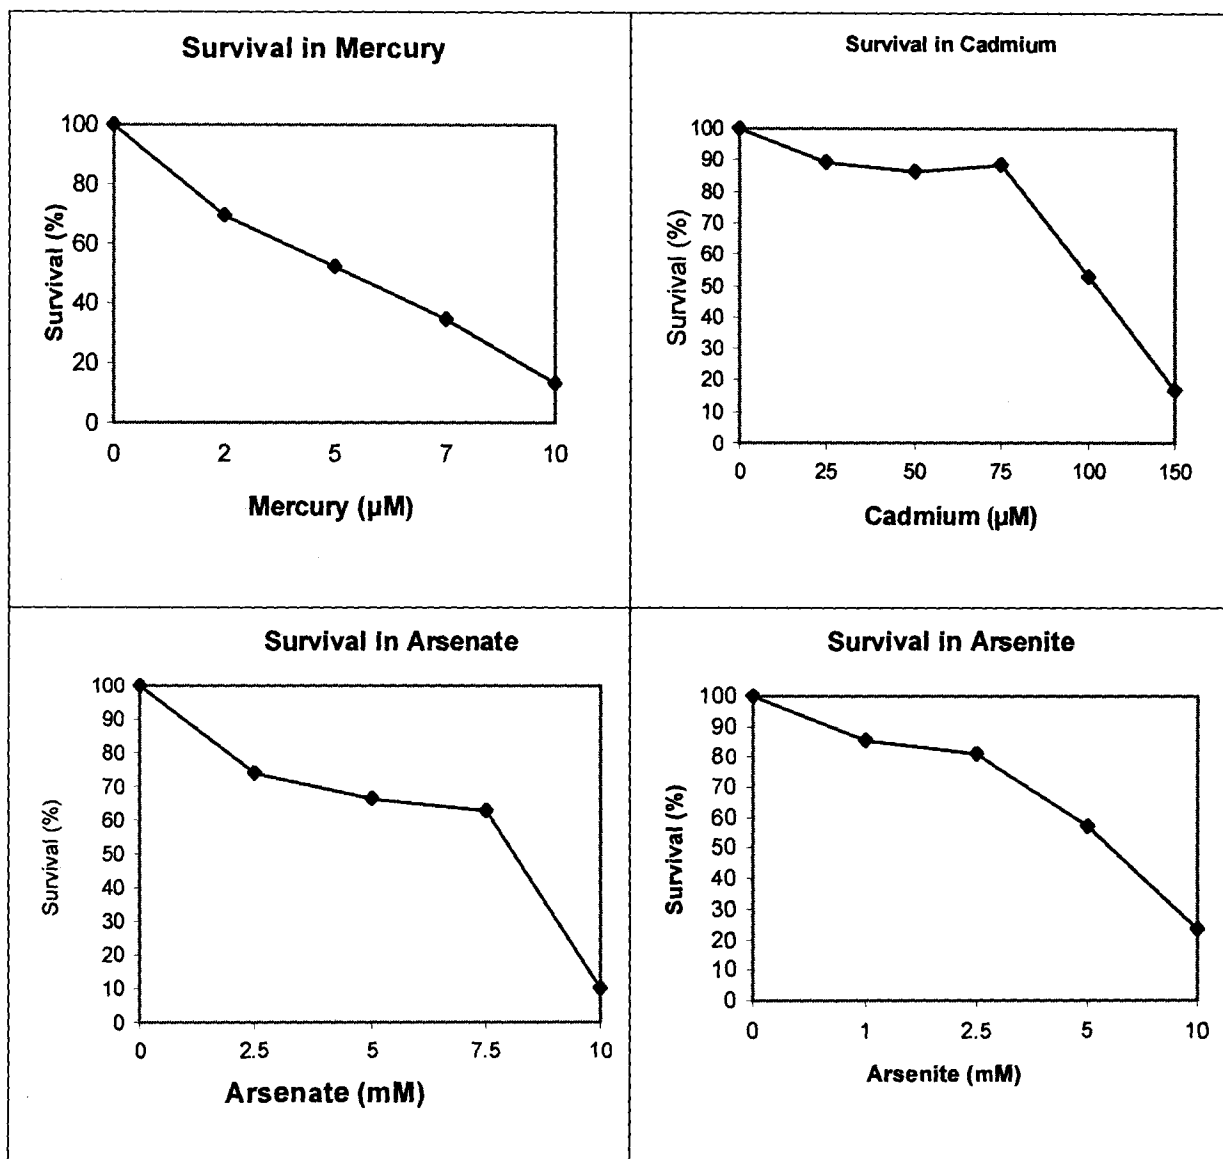 Survival in Mercury
100
80
60
40
20
0
Survival (%)
0 2 5 7 10
Mercury (µM)
Survival in Cadmium
100
90
80
70
60
50
40
30
20
10
0
Survival (%)
0 25 50 75 100 150
Cadmium (µM)
Survival in Arsenate
100
90
80
70
60
50
40
30
20
10
0
Survival (%)
0 2.5 5 7.5 10
Arsenate (mM)
Survival in Arsenite
100
90
80
70
60
50
40
30
20
10
0
Survival (%)
0 1 2.5 5 10
Arsenite (mM)